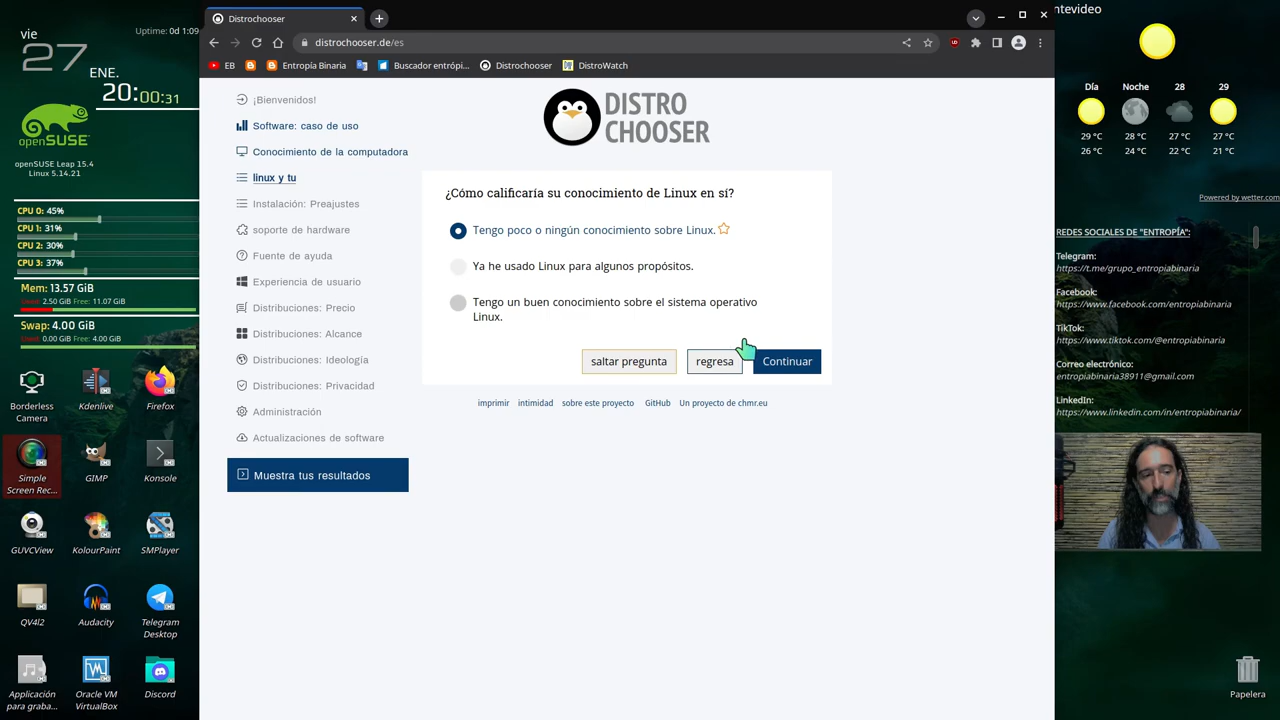 vie
27
ENE.
20:00:31
Uptime: 0d 1:09
openSUSE
openSUSE Leap 15.4
Linux 5.14.21
CPU 0: 45%
CPU 1: 31%
CPU 2: 30%
CPU 3: 37%
Mem: 13.57 GiB
Used: 2.50 GiB Free: 11.07 GiB
Swap: 4.00 GiB
Used: 0.00 GiB Free: 4.00 GiB
Borderless
Camera
Kdenlive
Firefox
Simple
Screen Rec...
GIMP
Konsole
GUVCView
KolourPaint
SMPlayer
QV4l2
Audacity
Telegram
Desktop
Aplicación
para graba...
Oracle VM
VirtualBox
Discord
Distrochooser
distrochooser.de/es
EB
Entropía Binaria
Buscador entrópi...
Distrochooser
DistroWatch
¡Bienvenidos!
Software: caso de uso
Conocimiento de la computadora
linux y tu
Instalación: Preajustes
soporte de hardware
Fuente de ayuda
Experiencia de usuario
Distribuciones: Precio
Distribuciones: Alcance
Distribuciones: Ideología
Distribuciones: Privacidad
Administración
Actualizaciones de software
Muestra tus resultados
DISTRO
CHOOSER
¿Cómo calificaría su conocimiento de Linux en sí?
Tengo poco o ningún conocimiento sobre Linux.
Ya he usado Linux para algunos propósitos.
Tengo un buen conocimiento sobre el sistema operativo
Linux.
saltar pregunta
regresa
Continuar
imprimir intimidad sobre este proyecto GitHub Un proyecto de chmr.eu
ntevideo
Día Noche 28 29
29 °C 28 °C 27 °C 27 °C
26 °C 24 °C 22 °C 21 °C
Powered by wetter.com
REDES SOCIALES DE "ENTROPÍA":
Telegram:
https://t.me/grupo_entropiabinaria
Facebook:
https://www.facebook.com/entropiabinaria
TikTok:
https://www.tiktok.com/@entropiabinaria
Correo electrónico:
entropiabinaria38911@gmail.com
LinkedIn:
https://www.linkedin.com/in/entropiabinaria/
Papelera